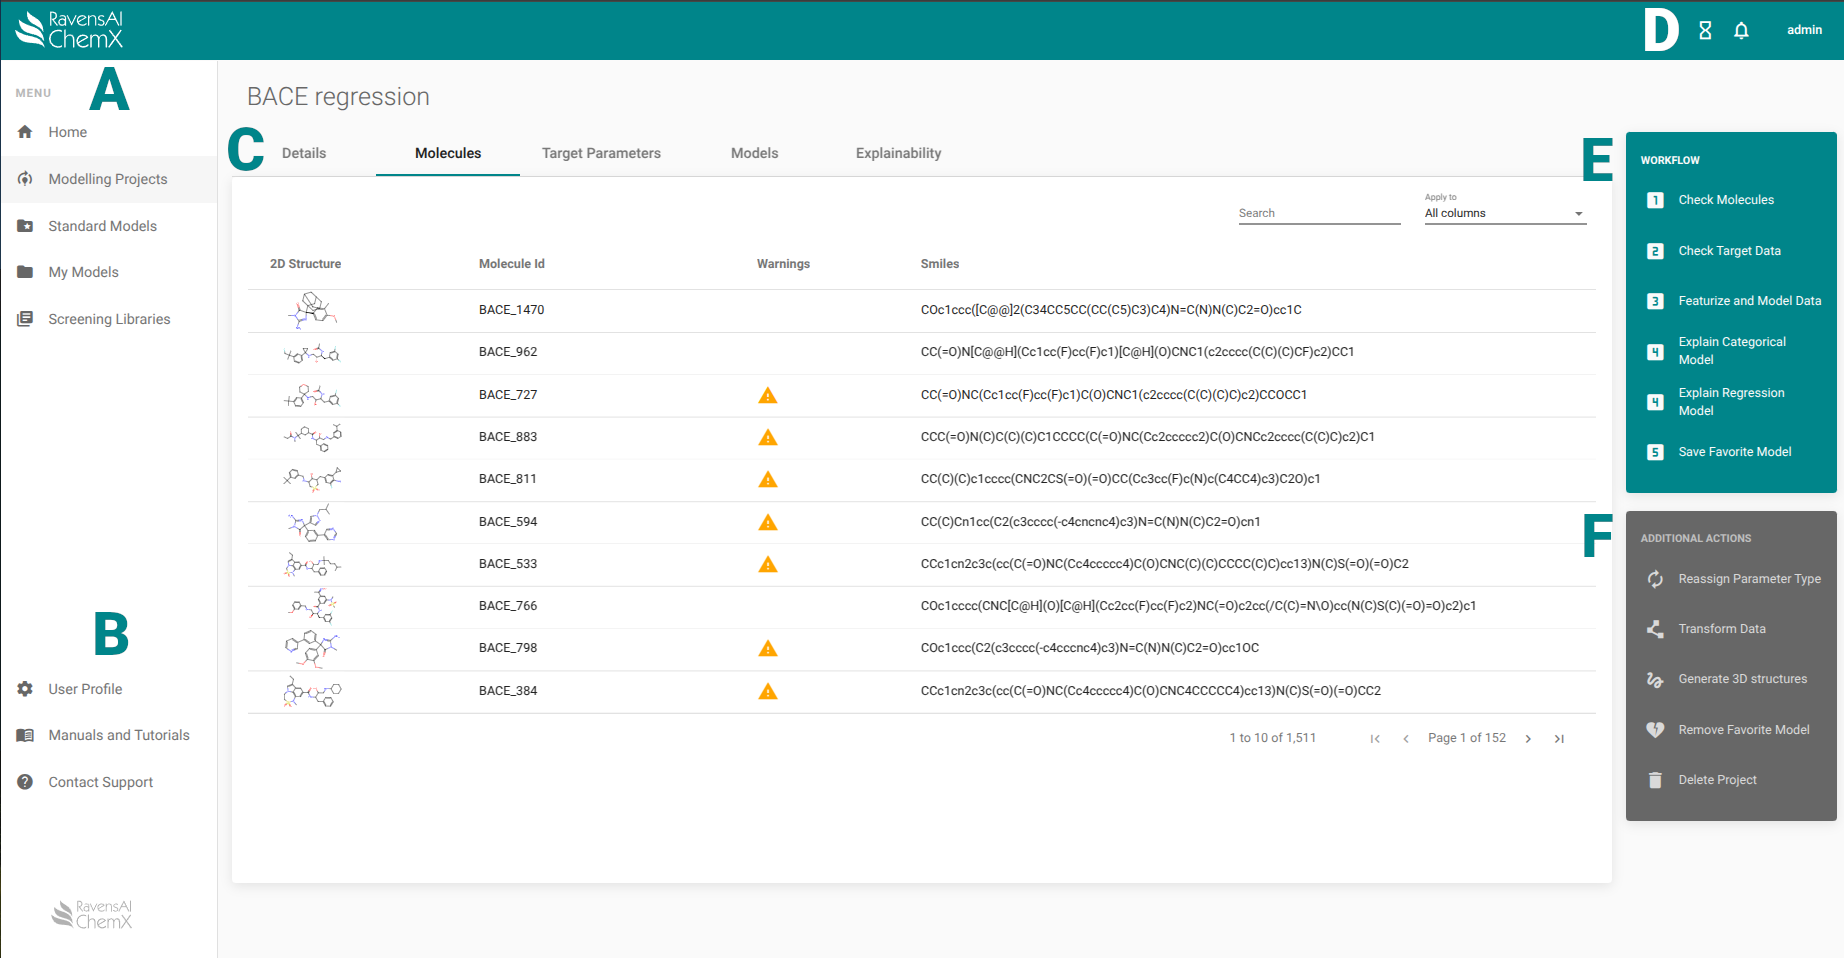 RavensAI
ChemX
D
admin
MENU
A
Home
Modelling Projects
Standard Models
My Models
Screening Libraries
B
User Profile
Manuals and Tutorials
Contact Support
RavensAI
ChemX
BACE regression
C
Details
Molecules
Target Parameters
Models
Explainability
Search
Apply to
All columns
2D Structure Molecule Id Warnings Smiles
BACE_1470 COc1ccc([C@@]2(C34CC5CC(CC(C5)C3)C4)N=C(N)N(C)C2=O)cc1C
BACE_962 CC(=O)N[C@@H](Cc1cc(F)cc(F)c1)[C@H](O)CNC1(c2cccc(C(C)(C)CF)c2)CC1
BACE_727 CC(=O)NC(Cc1cc(F)cc(F)c1)C(O)CNC1(c2cccc(C(C)(C)C)c2)CCOCC1
BACE_883 CCC(=O)N(C)C(C)(C)C1CCCC(C(=O)NC(Cc2ccccc2)C(O)CNCc2cccc(C(C)C)c2)C1
BACE_811 CC(C)(C)c1cccc(CNC2CS(=O)(=O)CC(Cc3cc(F)c(N)c(C4CC4)c3)C2O)c1
BACE_594 CC(C)Cn1cc(C2(c3cccc(-c4cncnc4)c3)N=C(N)N(C)C2=O)cn1
BACE_533 CCc1cn2c3c(cc(C(=O)NC(Cc4ccccc4)C(O)CNC(C)(C)CCCC(C)C)cc13)N(C)S(=O)(=O)C2
BACE_766 COc1cccc(CNC[C@H](O)[C@H](Cc2cc(F)cc(F)c2)NC(=O)c2cc(/C(C)=N\O)cc(N(C)S(C)(=O)=O)c2)c1
BACE_798 COc1ccc(C2(c3cccc(-c4cccnc4)c3)N=C(N)N(C)C2=O)cc1OC
BACE_384 CCc1cn2c3c(cc(C(=O)NC(Cc4ccccc4)C(O)CNC4CCCCC4)cc13)N(C)S(=O)(=O)CC2
1 to 10 of 1,511 Page 1 of 152
E
WORKFLOW
1 Check Molecules
2 Check Target Data
3 Featurize and Model Data
4 Explain Categorical
Model
4 Explain Regression
Model
5 Save Favorite Model
F
ADDITIONAL ACTIONS
Reassign Parameter Type
Transform Data
Generate 3D structures
Remove Favorite Model
Delete Project